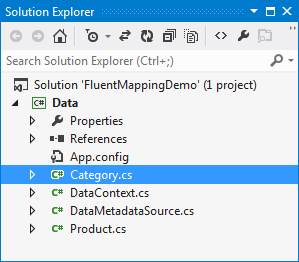 Solution Explorer
Search Solution Explorer (Ctrl+;)
Solution 'FluentMappingDemo' (1 project)
C# Data
Properties
References
App.config
C# Category.cs
C# DataContext.cs
C# DataMetadataSource.cs
C# Product.cs